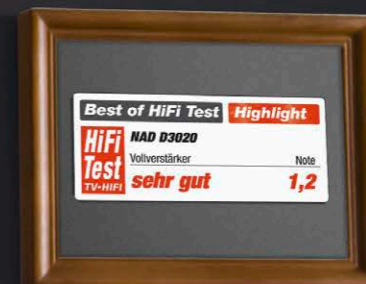 Best of HiFi Test Highlight
HiFi Test TV•HIFI
NAD D3020
Vollverstärker Note
sehr gut 1,2